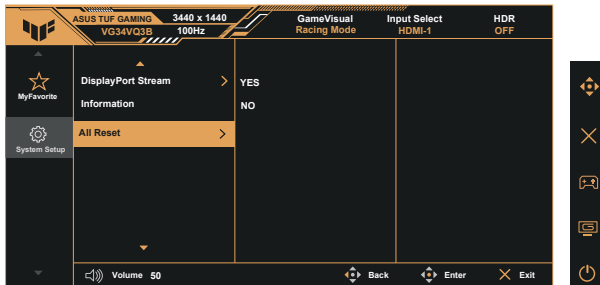 ASUS TUF GAMING 3440 x 1440 GameVisual Input Select HDR
VG34VQ3B 100Hz Racing Mode HDMI-1 OFF
MyFavorite
System Setup
DisplayPort Stream YES
Information NO
All Reset
Volume 50 Back Enter Exit